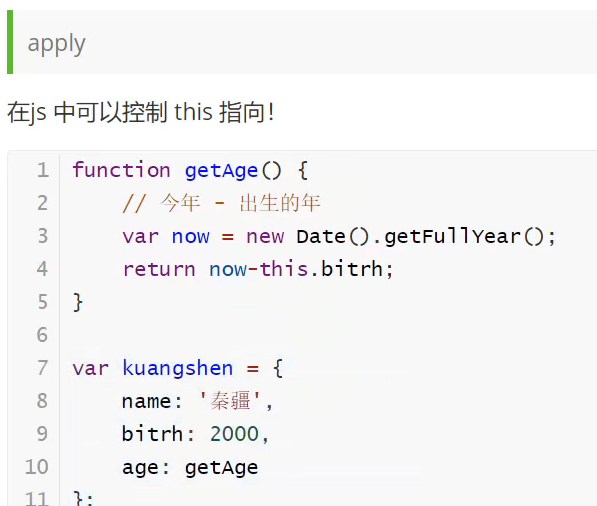 apply
在js 中可以控制 this 指向！
1 function getAge() {
2     // 今年 - 出生的年
3     var now = new Date().getFullYear();
4     return now-this.bitrh;
5 }
6
7 var kuangshen = {
8     name: '秦疆',
9     bitrh: 2000,
10     age: getAge
11 };